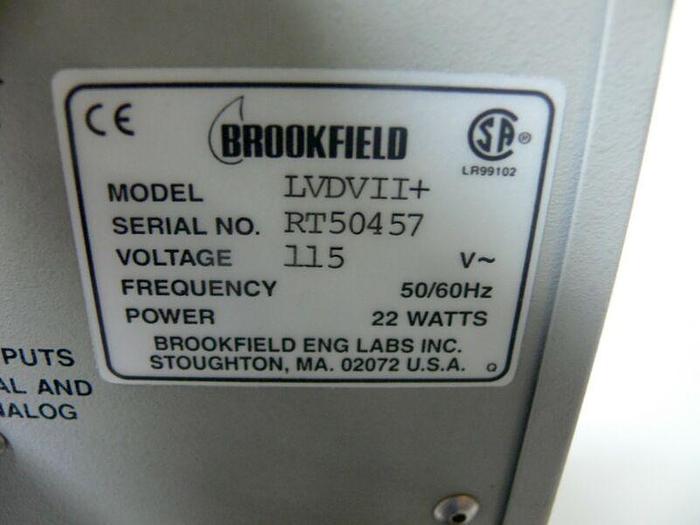 CE
BROOKFIELD
SA ®
LR99102
MODEL LVDVII+
SERIAL NO. RT50457
VOLTAGE 115 V~
FREQUENCY 50/60Hz
POWER 22 WATTS
BROOKFIELD ENG LABS INC.
STOUGHTON, MA. 02072 U.S.A. Q
PUTS
AL AND
NALOG